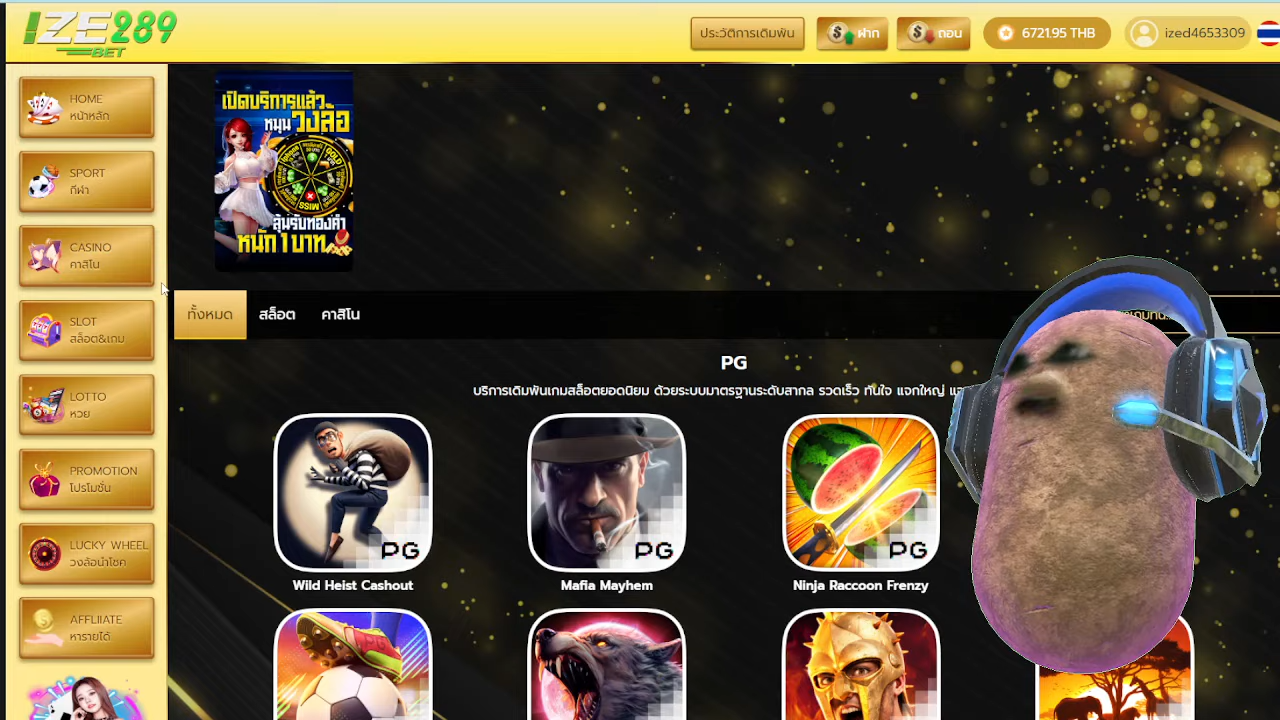 IZE289
BET
ประวัติการเดิมพัน
ฝาก
ถอน
6721.95 THB
ized4653309
HOME
หน้าหลัก
SPORT
กีฬา
CASINO
คาสิโน
SLOT
สล็อต&เกม
LOTTO
หวย
PROMOTION
โปรโมชั่น
LUCKY WHEEL
วงล้อนำโชค
AFFLIIATE
หารายได้
เปิดบริการแล้ว
หมุนวงล้อ
GOLD
MISS
ลุ้นรับทองคำ
หนัก 1 บาท
ทั้งหมด
สล็อต
คาสิโน
PG
บริการเดิมพันเกมสล็อตยอดนิยม ด้วยระบบมาตรฐานระดับสากล รวดเร็ว ทันใจ แจกใหญ่
PG
PG
PG
Wild Heist Cashout
Mafia Mayhem
Ninja Raccoon Frenzy